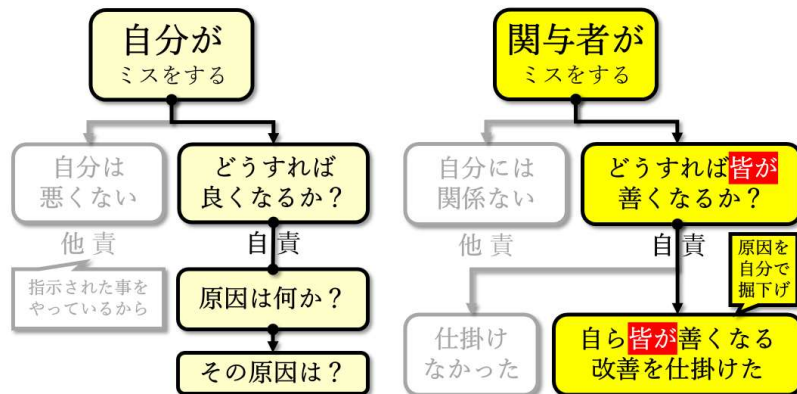 自分が
ミスをする
自分は
悪くない
どうすれば
良くなるか？
他責
自責
指示された事を
やっているから
原因は何か？
その原因は？
関与者が
ミスをする
自分には
関係ない
どうすれば皆が
善くなるか？
他責
自責
原因を
自分で
掘下げ
仕掛け
なかった
自ら皆が善くなる
改善を仕掛けた